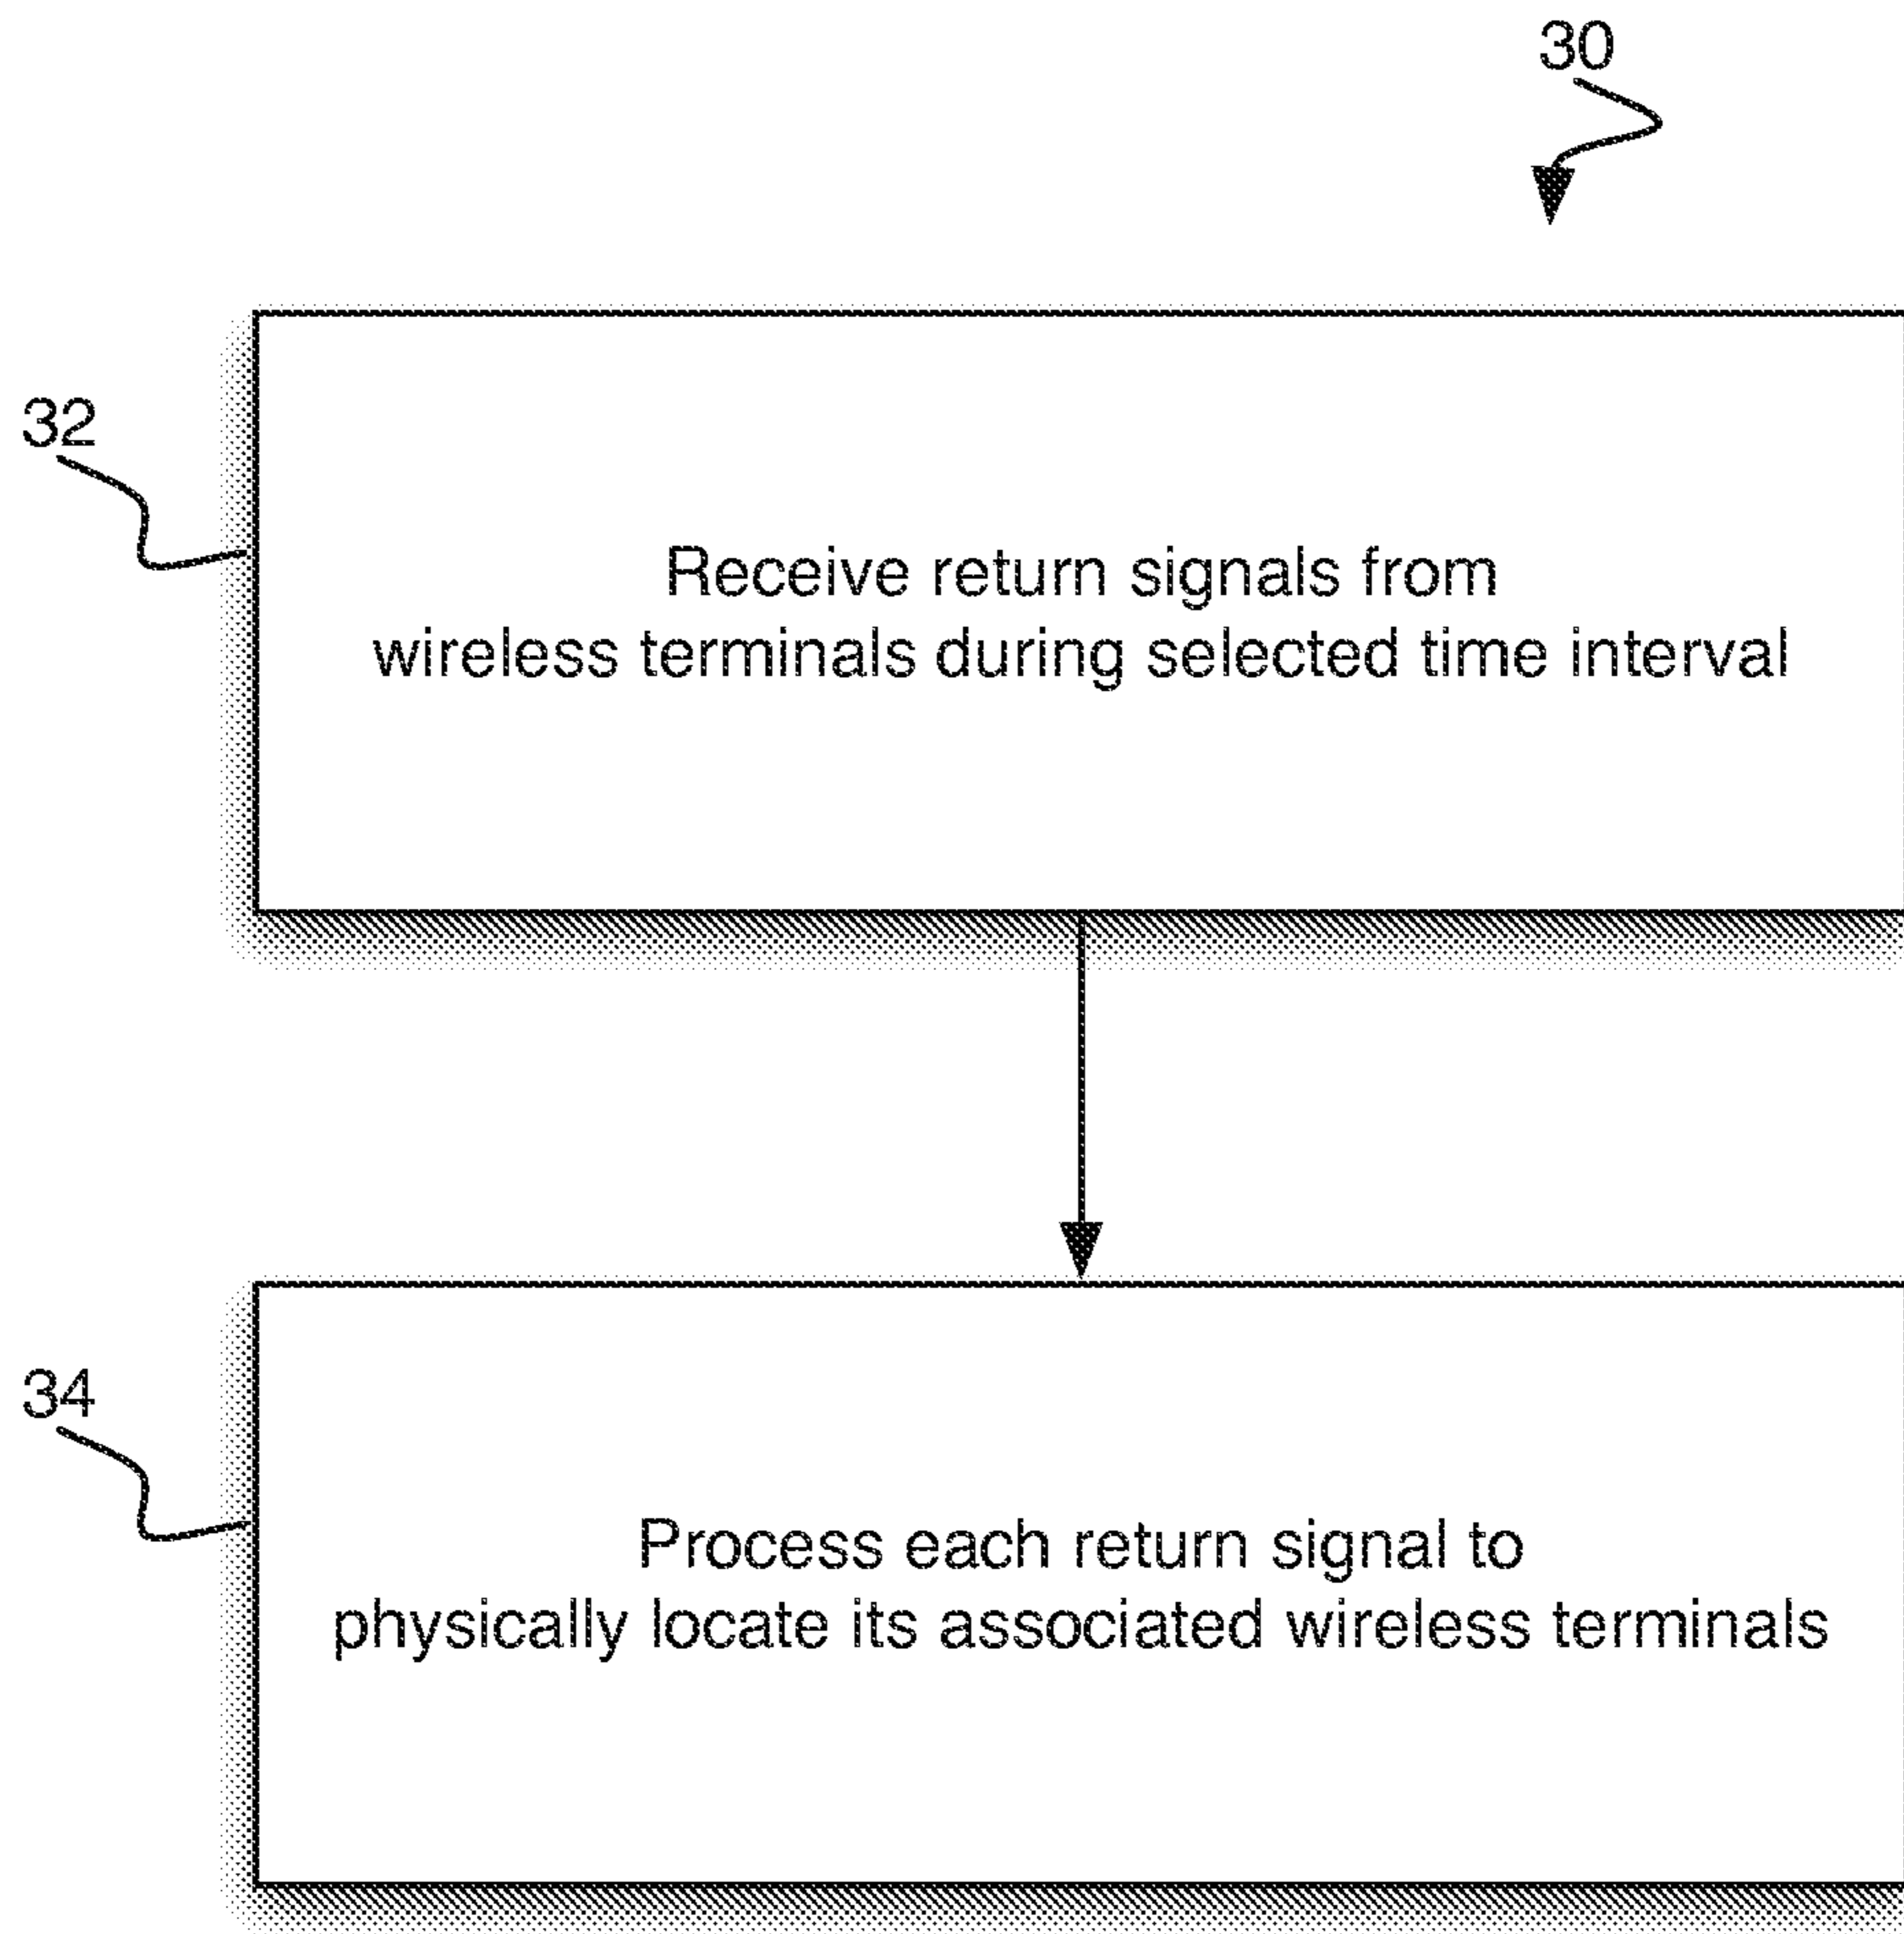 30
32
Receive return signals from
wireless terminals during selected time interval
34
Process each return signal to
physically locate its associated wireless terminals